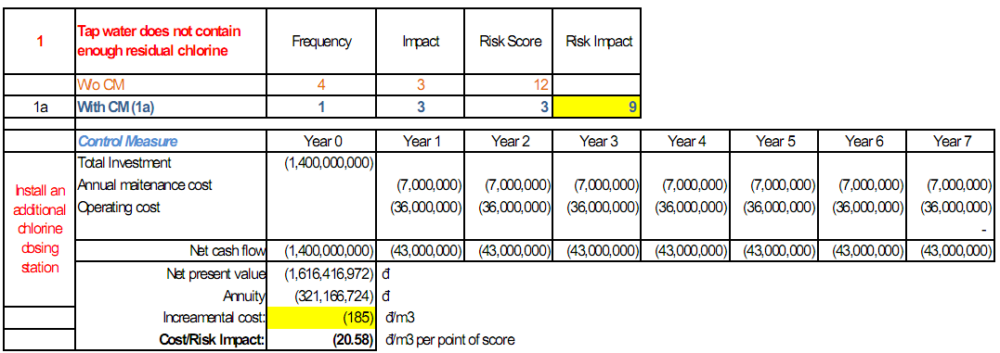 1 Tap water does not contain enough residual chlorine Frequency Impact Risk Score Risk Impact
W/o CM 4 3 12
1a With CM (1a) 1 3 3 9
Control Measure Year 0 Year 1 Year 2 Year 3 Year 4 Year 5 Year 6 Year 7
Install an additional chlorine dosing station
Total Investment (1,400,000,000)
Annual maitenance cost (7,000,000) (7,000,000) (7,000,000) (7,000,000) (7,000,000) (7,000,000) (7,000,000)
Operating cost (36,000,000) (36,000,000) (36,000,000) (36,000,000) (36,000,000) (36,000,000) (36,000,000)
-
Net cash flow (1,400,000,000) (43,000,000) (43,000,000) (43,000,000) (43,000,000) (43,000,000) (43,000,000) (43,000,000)
Net present value (1,616,416,972) đ
Annuity (321,166,724) đ
Increamental cost: (185) đ/m3
Cost/Risk Impact: (20.58) đ/m3 per point of score